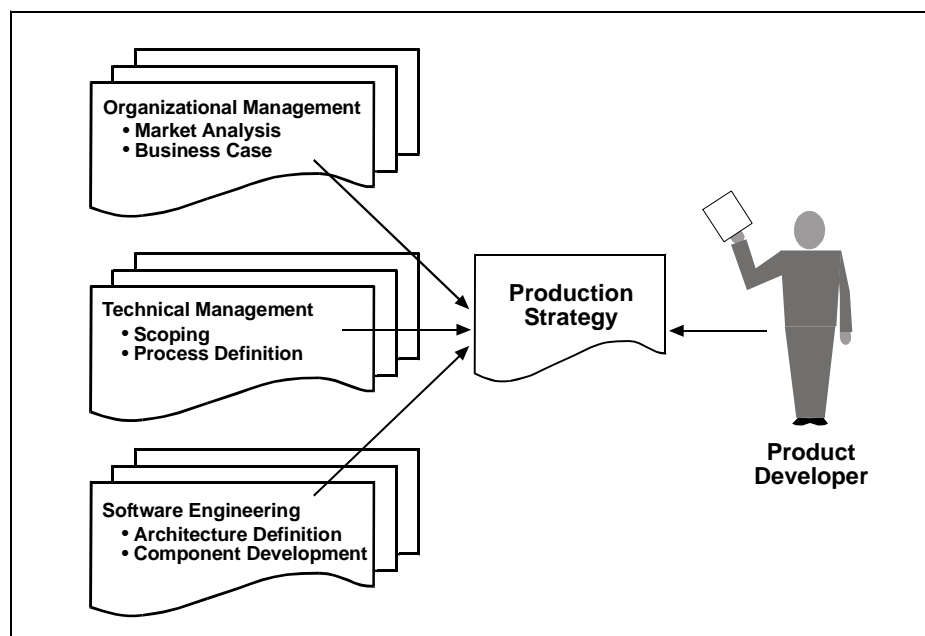 Organizational Management
• Market Analysis
• Business Case
Technical Management
• Scoping
• Process Definition
Software Engineering
• Architecture Definition
• Component Development
Production
Strategy
Product
Developer